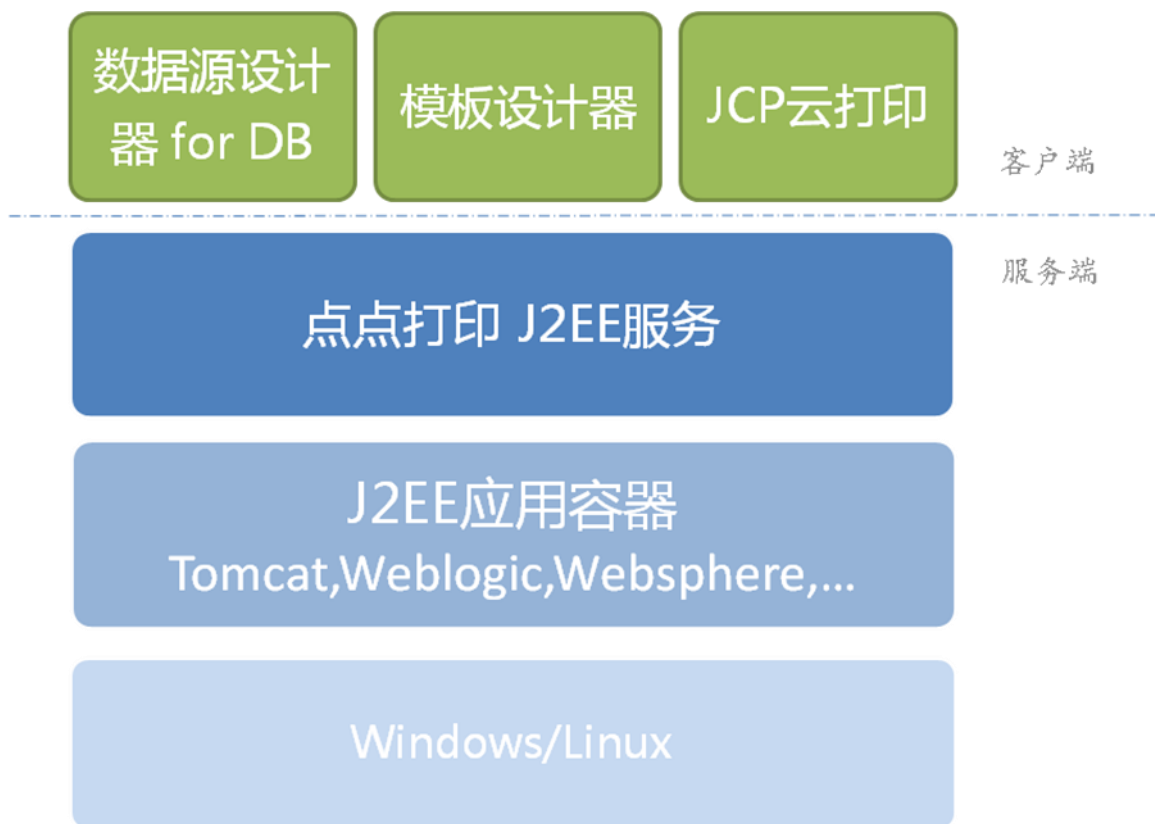 数据源设计
器 for DB
模板设计器
JCP云打印
客户端
服务端
点点打印 J2EE服务
J2EE应用容器
Tomcat,Weblogic,Websphere,...
Windows/Linux